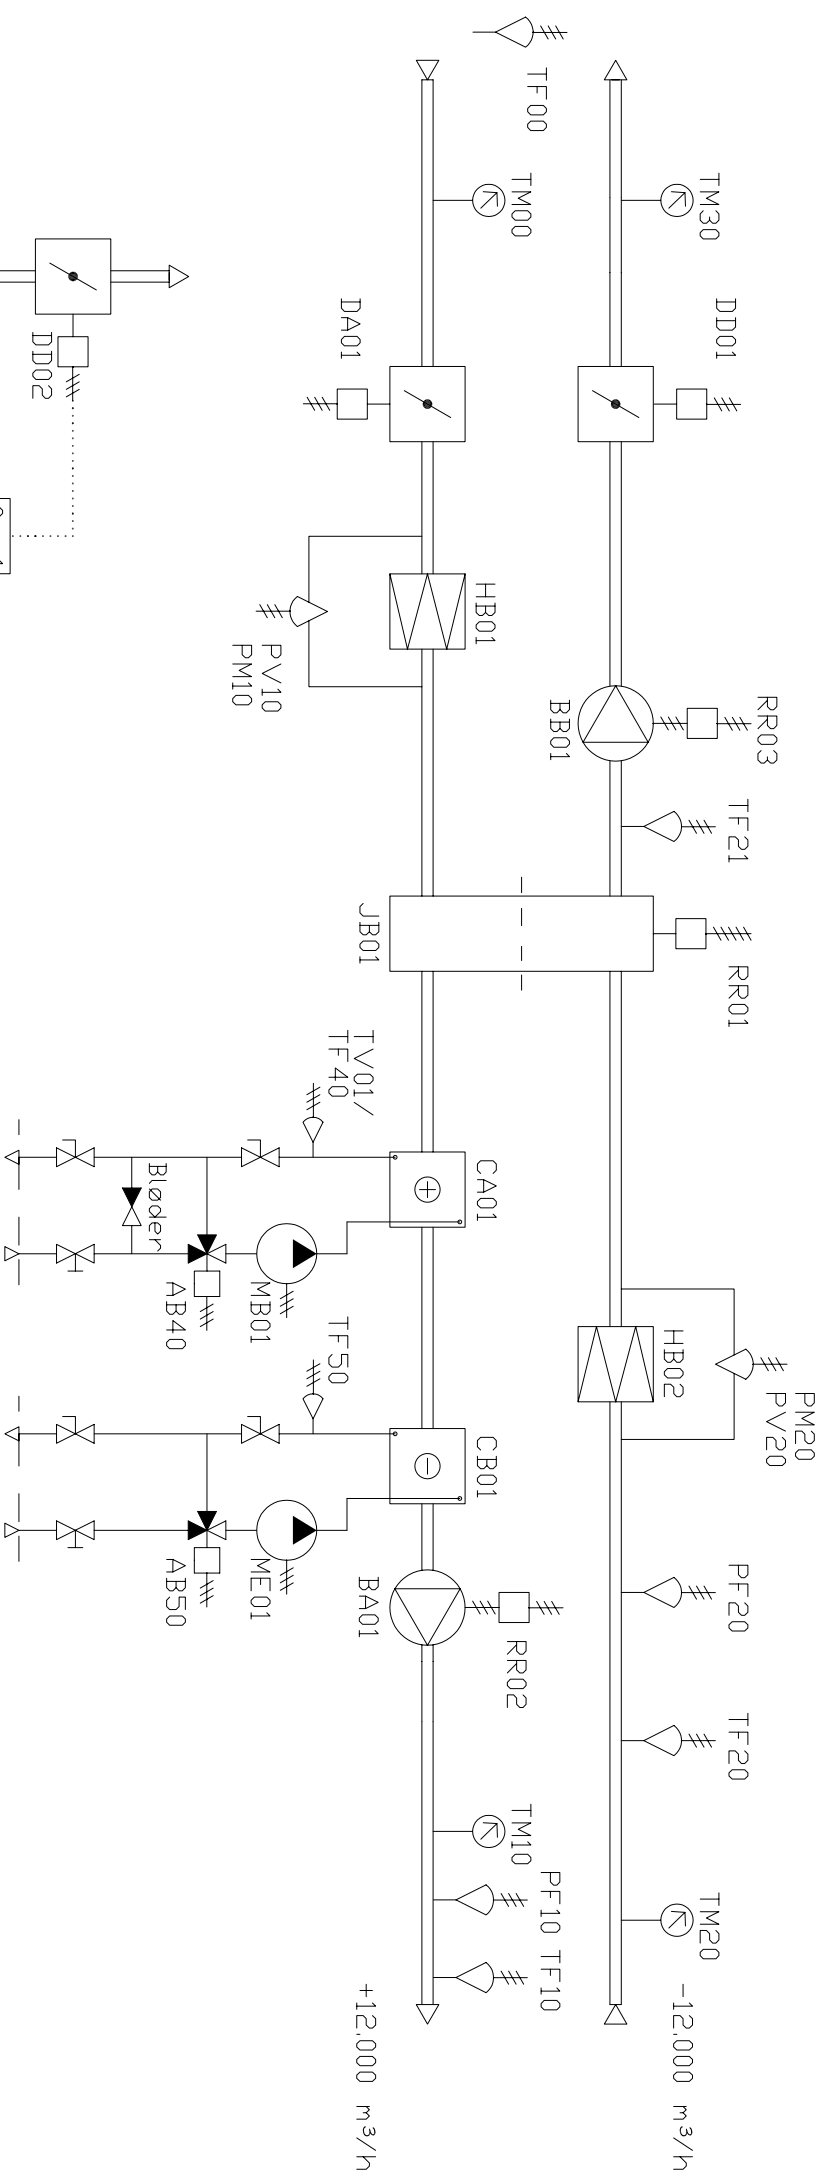 PM20
PV20
RR03
TF21
RR01
PF20
TF20
DD01
TM30
TM20
-12.000 m³/h
HB02
BB01
PF10 TF10
TF00
TM00
TM10
RR02
HB01
CA01
CB01
JB01
BA01
+12.000 m³/h
TV01/
TF40
DA01
TF50
PV10
PM10
MB01
ME01
AB40
AB50
Bløder
DD02